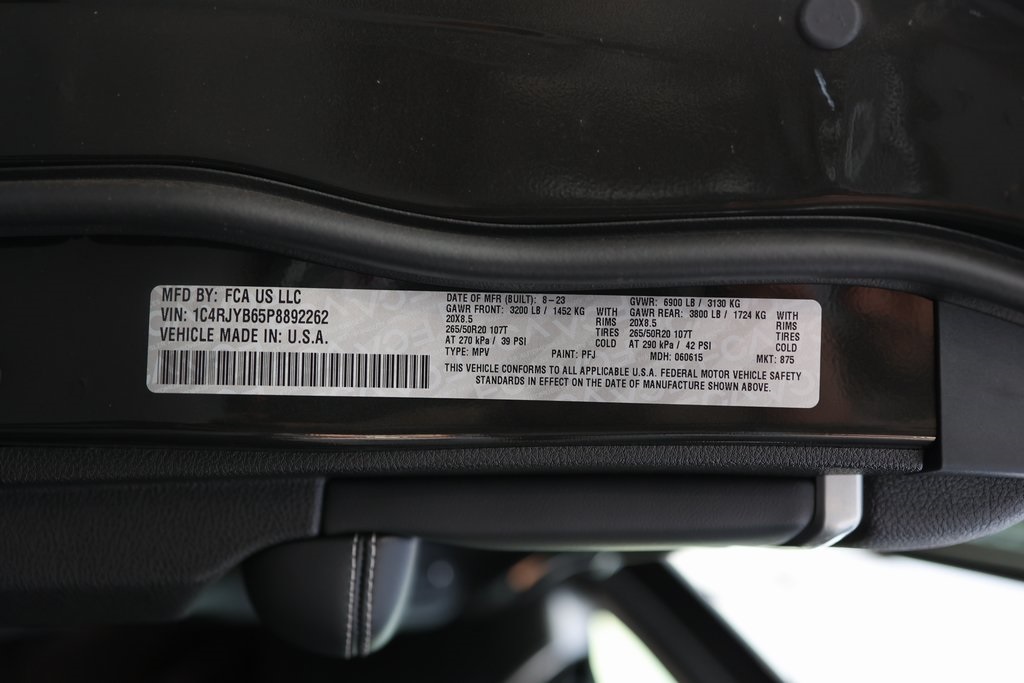 MFD BY: FCA US LLC
VIN: 1C4RJYB65P8892262
VEHICLE MADE IN: U.S.A.
DATE OF MFR (BUILT): 8-23
GAWR FRONT: 3200 LB / 1452 KG WITH
20X8.5 RIMS
265/50R20 107T TIRES
AT 270 kPa / 39 PSI COLD
TYPE: MPV PAINT: PFJ
GVWR: 6900 LB / 3130 KG
GAWR REAR: 3800 LB / 1724 KG WITH
20X8.5 RIMS
265/50R20 107T TIRES
AT 290 kPa / 42 PSI COLD
MDH: 060615 MKT: 875
THIS VEHICLE CONFORMS TO ALL APPLICABLE U.S.A. FEDERAL MOTOR VEHICLE SAFETY
STANDARDS IN EFFECT ON THE DATE OF MANUFACTURE SHOWN ABOVE.